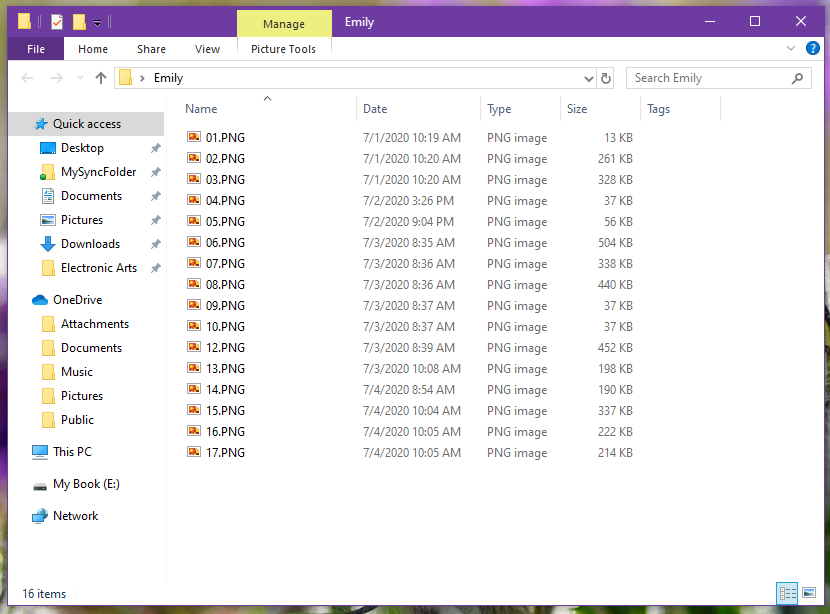 Manage
Emily
File Home Share View Picture Tools
Emily
Search Emily
Name Date Type Size Tags
Quick access
Desktop
MySyncFolder
Documents
Pictures
Downloads
Electronic Arts
OneDrive
Attachments
Documents
Music
Pictures
Public
This PC
My Book (E:)
Network
01.PNG 7/1/2020 10:19 AM PNG image 13 KB
02.PNG 7/1/2020 10:20 AM PNG image 261 KB
03.PNG 7/1/2020 10:20 AM PNG image 328 KB
04.PNG 7/2/2020 3:26 PM PNG image 37 KB
05.PNG 7/2/2020 9:04 PM PNG image 56 KB
06.PNG 7/3/2020 8:35 AM PNG image 504 KB
07.PNG 7/3/2020 8:36 AM PNG image 338 KB
08.PNG 7/3/2020 8:36 AM PNG image 440 KB
09.PNG 7/3/2020 8:37 AM PNG image 37 KB
10.PNG 7/3/2020 8:37 AM PNG image 37 KB
12.PNG 7/3/2020 8:39 AM PNG image 452 KB
13.PNG 7/3/2020 10:08 AM PNG image 198 KB
14.PNG 7/4/2020 8:54 AM PNG image 190 KB
15.PNG 7/4/2020 10:04 AM PNG image 337 KB
16.PNG 7/4/2020 10:05 AM PNG image 222 KB
17.PNG 7/4/2020 10:05 AM PNG image 214 KB
16 items